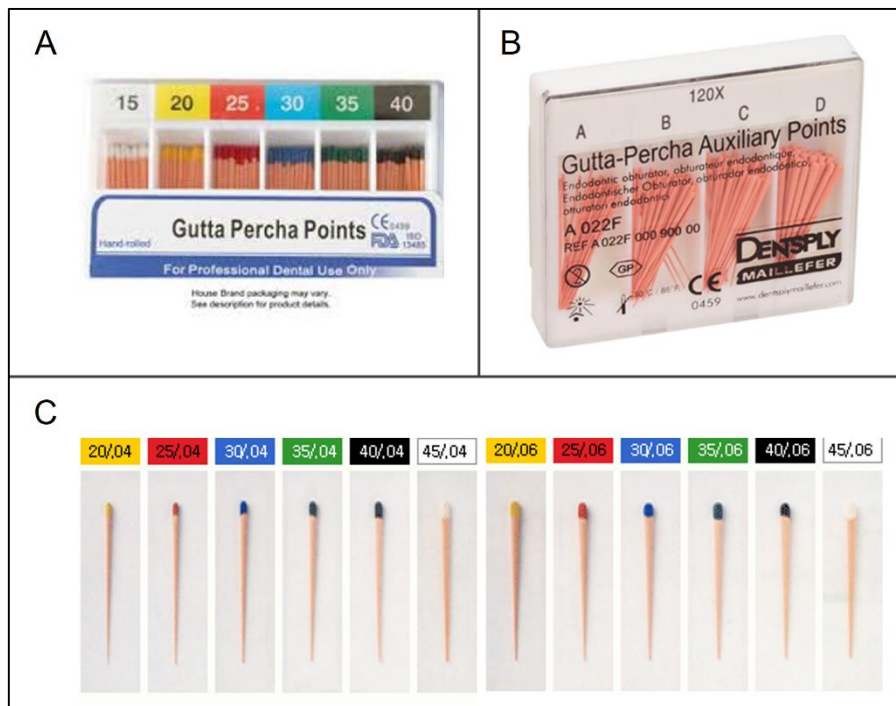 A
15 20 25 30 35 40
Gutta Percha Points CE 0459
FDA ISO 13485
Hand-rolled
For Professional Dental Use Only
House Brand packaging may vary.
See description for product details.
B
120X
A B C D
Gutta-Percha Auxiliary Points
Endodontic obturator, obturateur endodontique,
Endodontischer Obturator, obturador endodóntico,
otturatori endodontici
A 022F
REF A 022F 000 900 00
DENTSPLY
MAILLEFER
GP
CE
0459
www.dentsplymaillefer.com
C
20/.04 25/.04 30/.04 35/.04 40/.04 45/.04 20/.06 25/.06 30/.06 35/.06 40/.06 45/.06